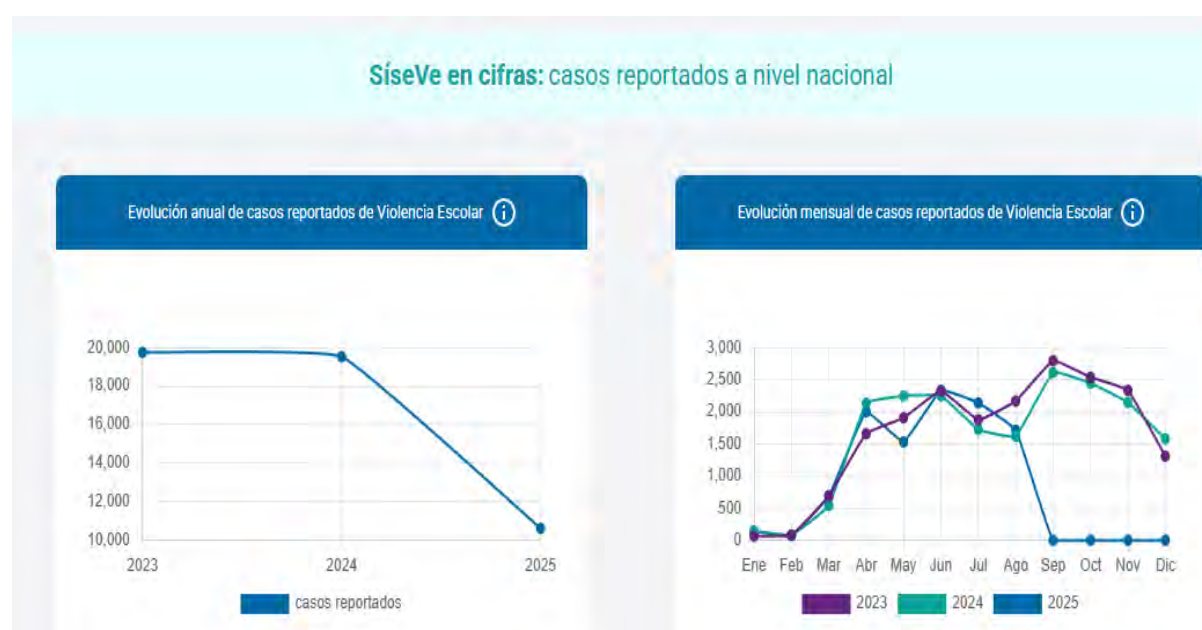 SíseVe en cifras: casos reportados a nivel nacional
Evolución anual de casos reportados de Violencia Escolar
20,000
18,000
16,000
14,000
12,000
10,000
2023 2024 2025
casos reportados
Evolución mensual de casos reportados de Violencia Escolar
3,000
2,500
2,000
1,500
1,000
500
0
Ene Feb Mar Abr May Jun Jul Ago Sep Oct Nov Dic
2023 2024 2025